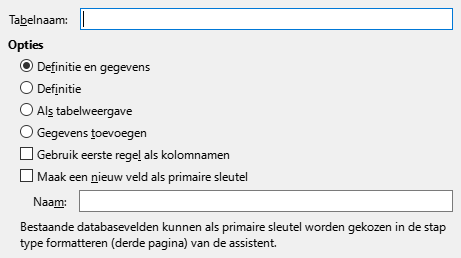 Tabelnaam:
Opties
Definitie en gegevens
Definitie
Als tabelweergave
Gegevens toevoegen
Gebruik eerste regel als kolomnamen
Maak een nieuw veld als primaire sleutel
Naam:
Bestaande databasevelden kunnen als primaire sleutel worden gekozen in de stap
type formatteren (derde pagina) van de assistent.